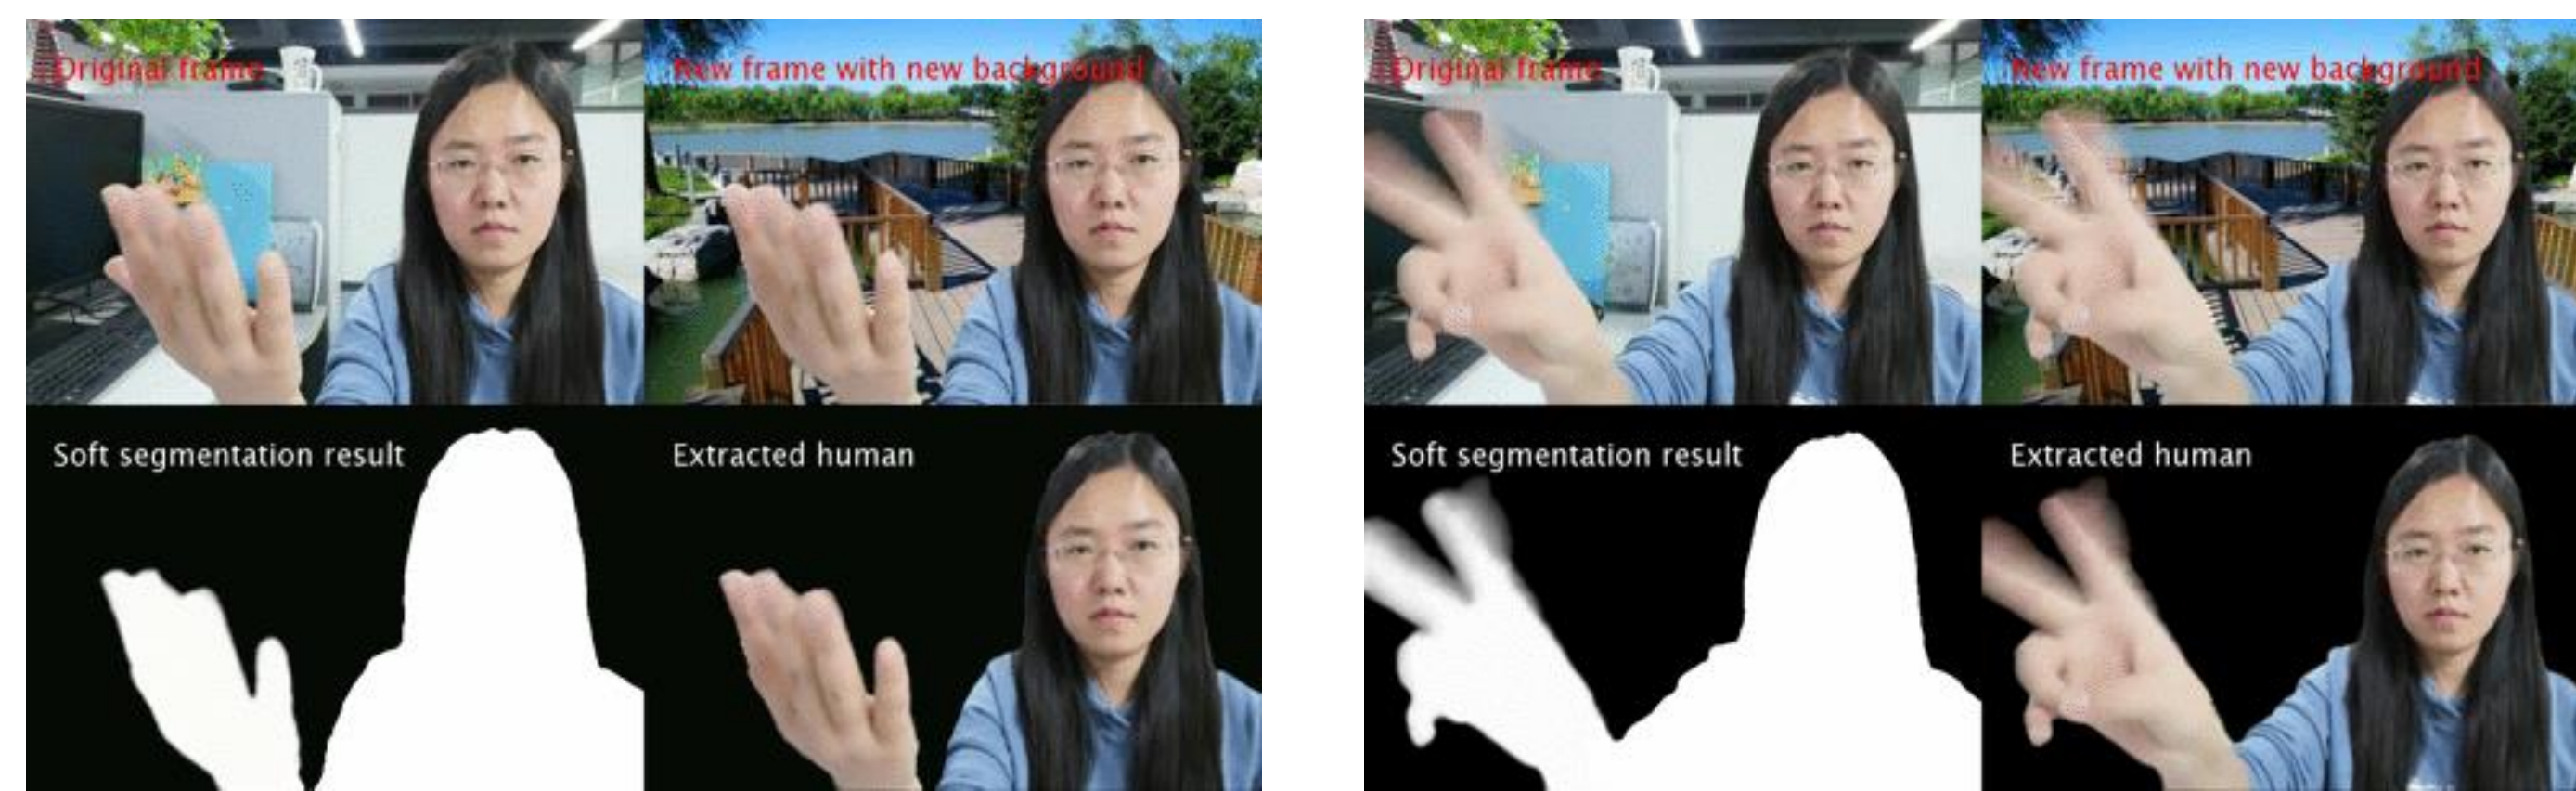 Original frame
New frame with new background
Original frame
New frame with new background
Soft segmentation result
Extracted human
Soft segmentation result
Extracted human